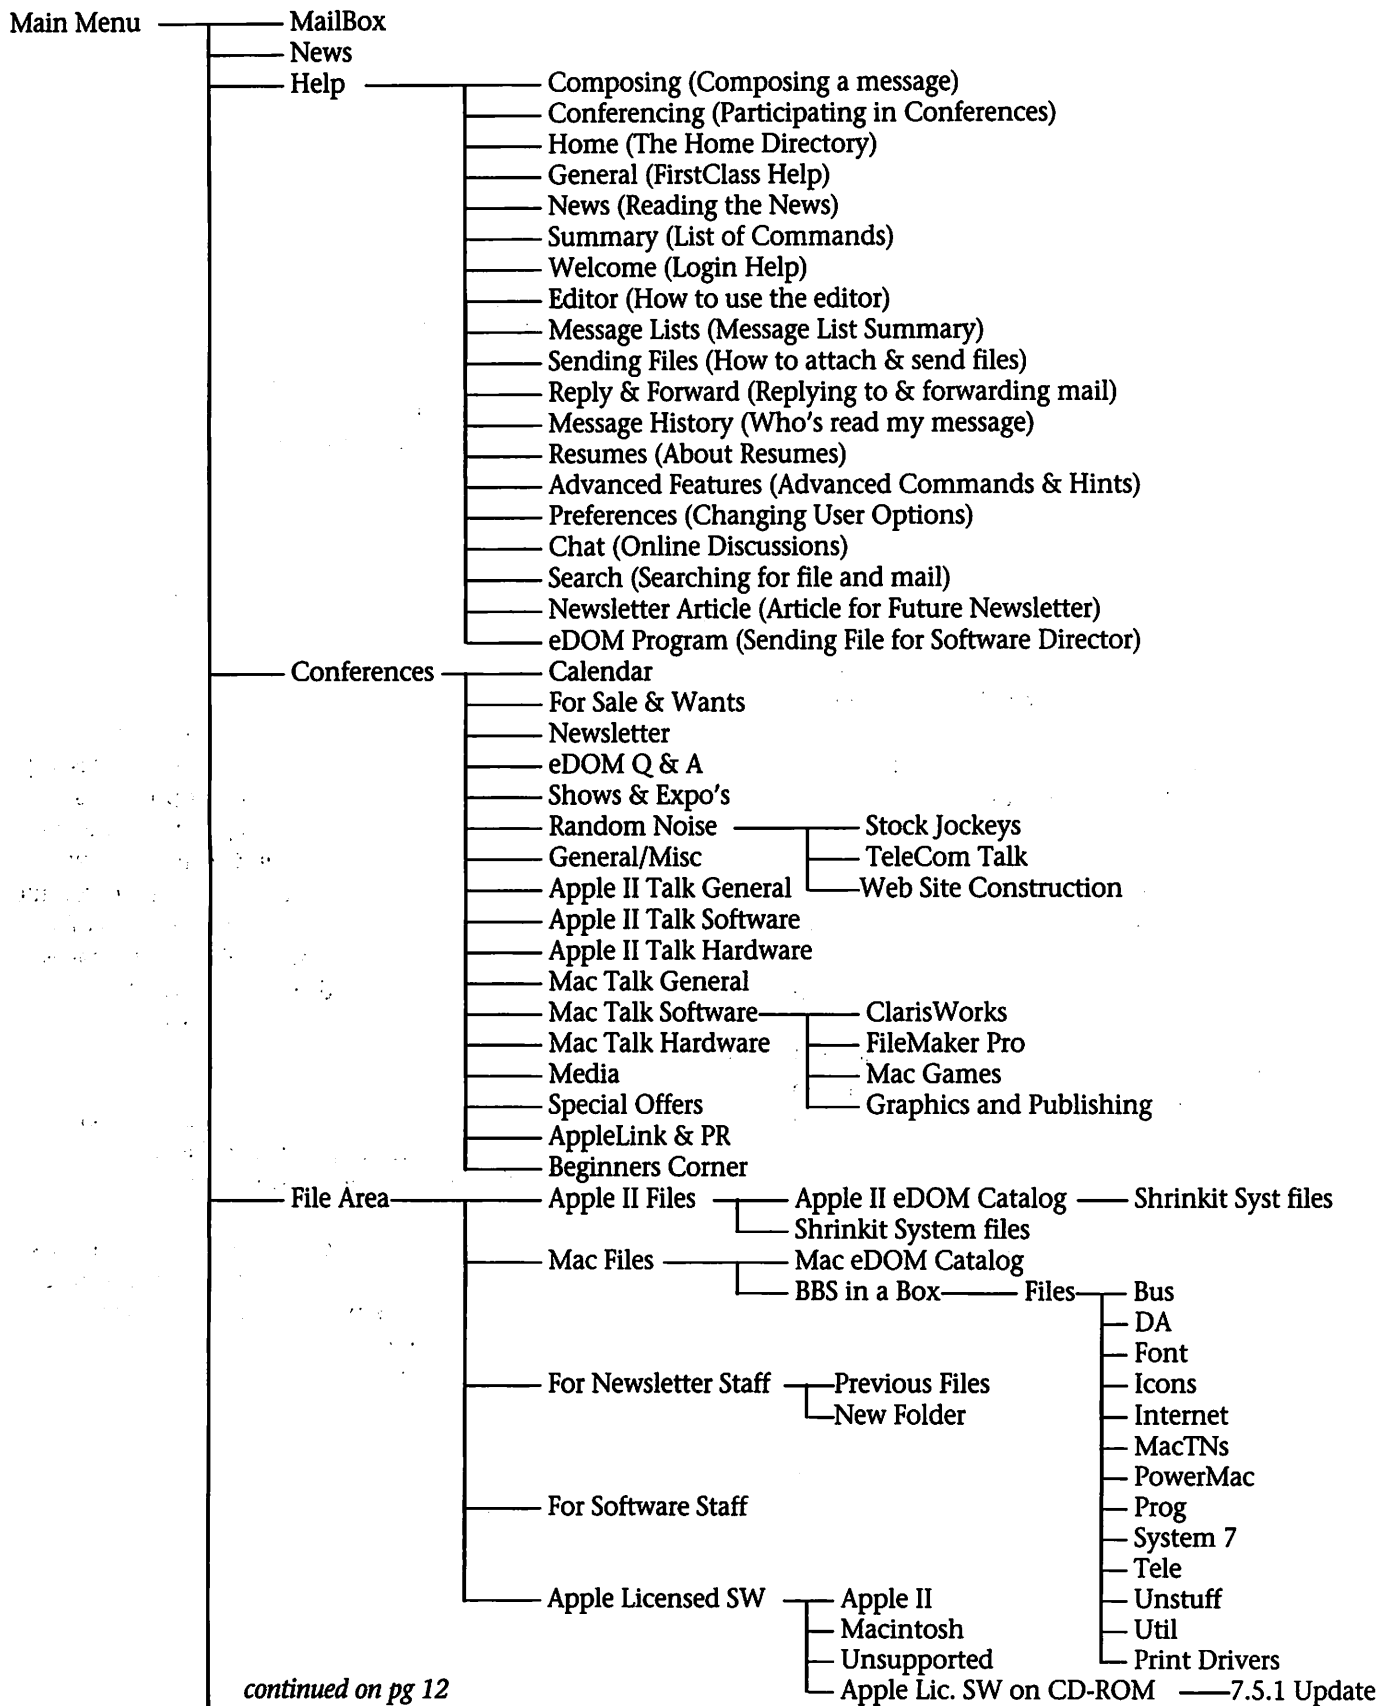 Main Menu MailBox
News
Help Composing (Composing a message)
Conferencing (Participating in Conferences)
Home (The Home Directory)
General (FirstClass Help)
News (Reading the News)
Summary (List of Commands)
Welcome (Login Help)
Editor (How to use the editor)
Message Lists (Message List Summary)
Sending Files (How to attach & send files)
Reply & Forward (Replying to & forwarding mail)
Message History (Who's read my message)
Resumes (About Resumes)
Advanced Features (Advanced Commands & Hints)
Preferences (Changing User Options)
Chat (Online Discussions)
Search (Searching for file and mail)
Newsletter Article (Article for Future Newsletter)
eDOM Program (Sending File for Software Director)
Conferences Calendar
For Sale & Wants
Newsletter
eDOM Q & A
Shows & Expo's
Random Noise Stock Jockeys
General/Misc TeleCom Talk
Apple II Talk General Web Site Construction
Apple II Talk Software
Apple II Talk Hardware
Mac Talk General
Mac Talk Software ClarisWorks
Mac Talk Hardware FileMaker Pro
Media Mac Games
Special Offers Graphics and Publishing
AppleLink & PR
Beginners Corner
File Area Apple II Files Apple II eDOM Catalog Shrinkit Syst files
Shrinkit System files
Mac Files Mac eDOM Catalog
BBS in a Box Files Bus
DA
Font
For Newsletter Staff Previous Files Icons
New Folder Internet
MacTNs
PowerMac
For Software Staff Prog
System 7
Tele
Apple Licensed SW Apple II Unstuff
Macintosh Util
Unsupported Print Drivers
continued on pg 12 Apple Lic. SW on CD-ROM 7.5.1 Update